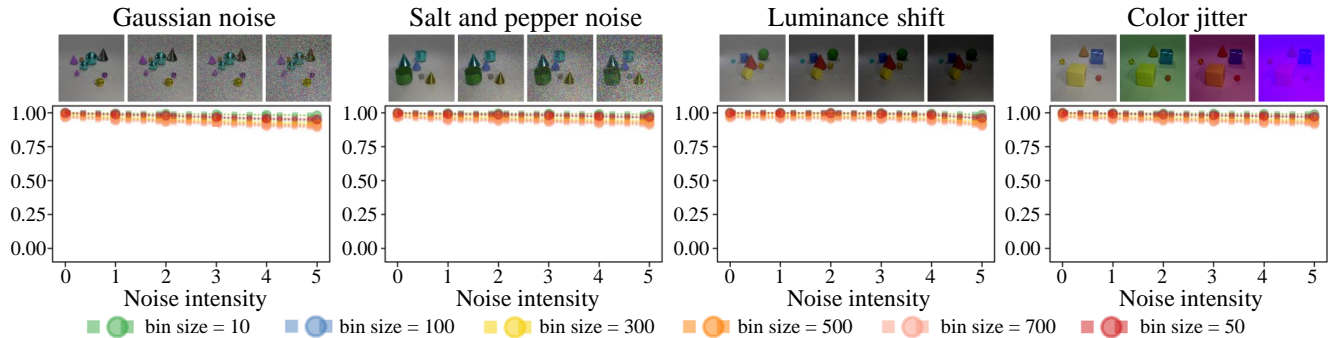 Gaussian noise
Salt and pepper noise
Luminance shift
Color jitter
1.00
0.75
0.50
0.25
0.00
0 1 2 3 4 5
Noise intensity
1.00
0.75
0.50
0.25
0.00
0 1 2 3 4 5
Noise intensity
1.00
0.75
0.50
0.25
0.00
0 1 2 3 4 5
Noise intensity
1.00
0.75
0.50
0.25
0.00
0 1 2 3 4 5
Noise intensity
bin size = 10 bin size = 100 bin size = 300 bin size = 500 bin size = 700 bin size = 50